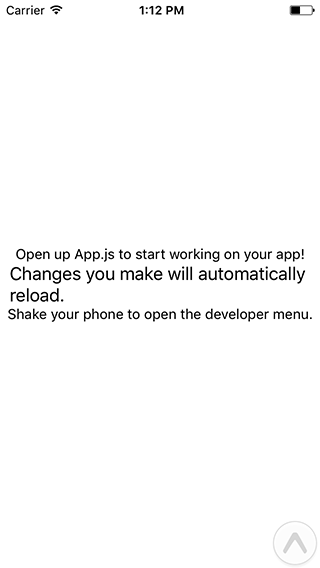 Carrier 1:12 PM
Open up App.js to start working on your app!
Changes you make will automatically
reload.
Shake your phone to open the developer menu.